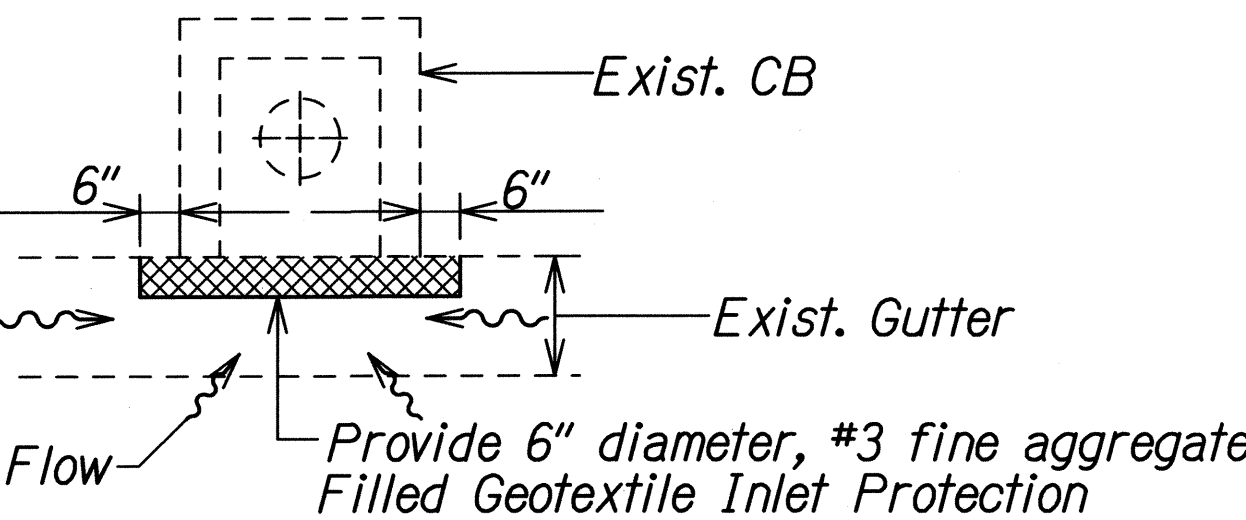 Exist. CB
6" 6"
Exist. Gutter
Flow
Provide 6" diameter, #3 fine aggregate
Filled Geotextile Inlet Protection